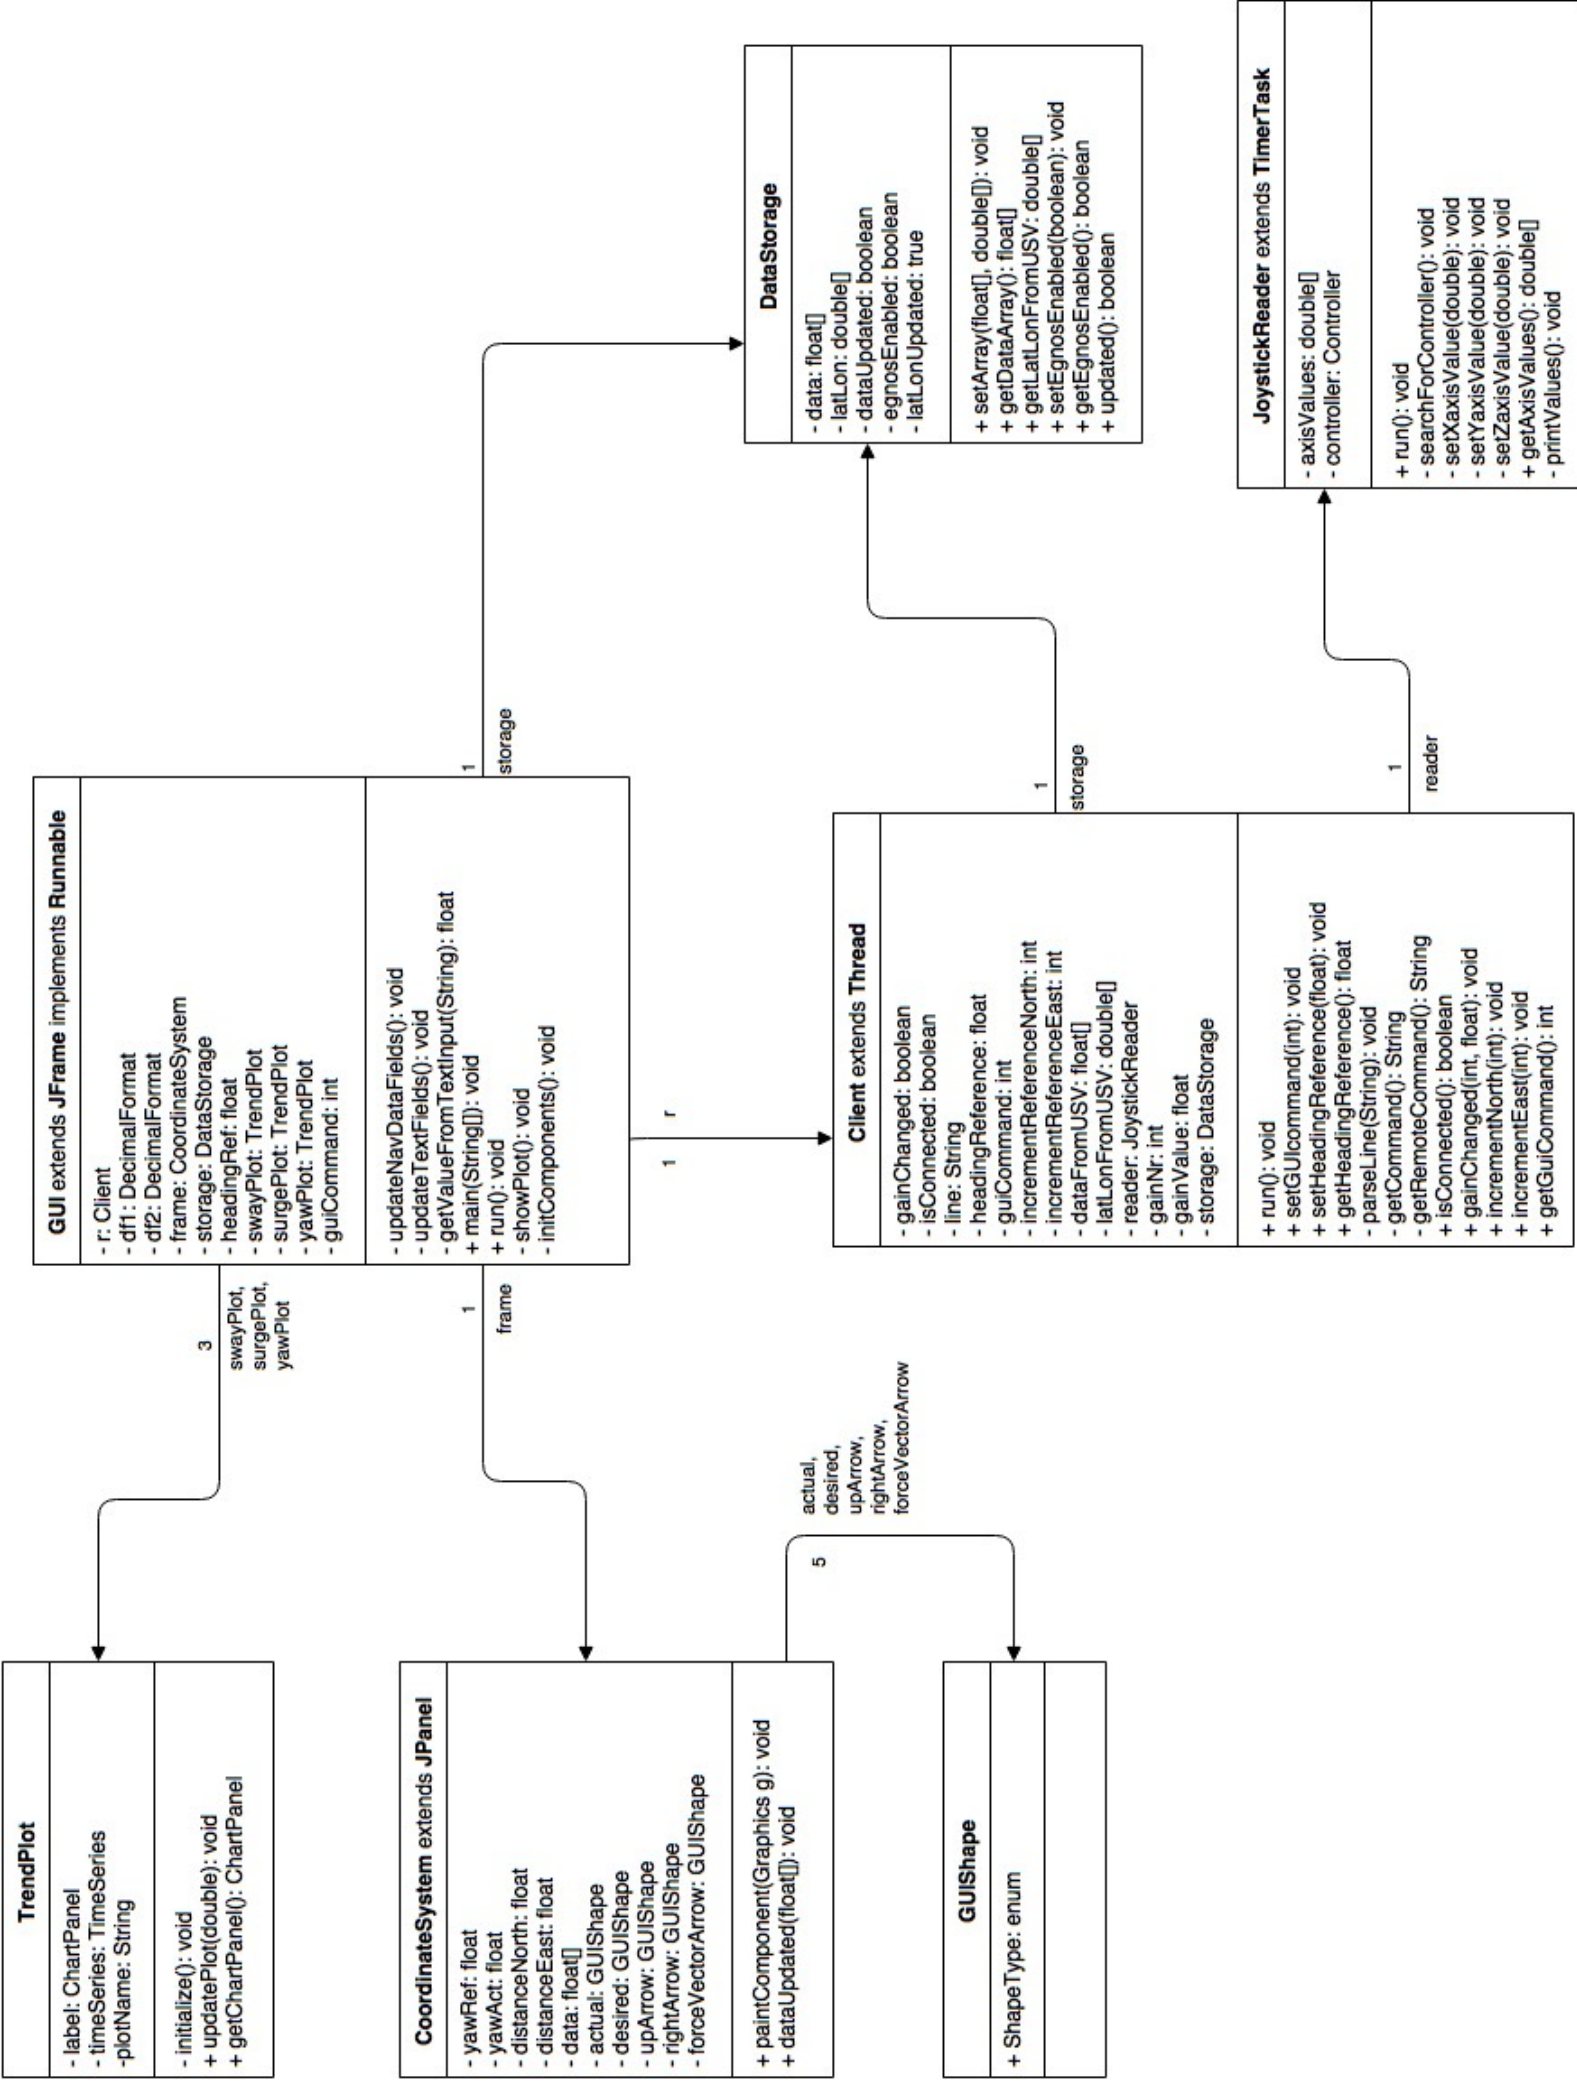 TrendPlot
- label: ChartPanel
- timeSeries: TimeSeries
-plotName: String
- initialize(): void
+ updatePlot(double): void
+ getChartPanel(): ChartPanel
3
swayPlot,
surgePlot,
yawPlot
GUI extends JFrame implements Runnable
- r: Client
- df1: DecimalFormat
- df2: DecimalFormat
- frame: CoordinateSystem
- storage: DataStorage
- headingRef: float
- swayPlot: TrendPlot
- surgePlot: TrendPlot
- yawPlot: TrendPlot
- guiCommand: int
- updateNavDataFields(): void
- updateTextFields(): void
- getValueFromTextInput(String): float
+ main(String[]): void
+ run(): void
- showPlot(): void
- initComponents(): void
1
storage
1
frame
1
r
CoordinateSystem extends JPanel
- yawRef: float
- yawAct: float
- distanceNorth: float
- distanceEast: float
- data: float[]
- actual: GUIShape
- desired: GUIShape
- upArrow: GUIShape
- rightArrow: GUIShape
- forceVectorArrow: GUIShape
+ paintComponent(Graphics g): void
+ dataUpdated(float[]): void
5
actual,
desired,
upArrow,
rightArrow,
forceVectorArrow
GUIShape
+ ShapeType: enum
Client extends Thread
- gainChanged: boolean
- isConnected: boolean
- line: String
- headingReference: float
- guiCommand: int
- incrementReferenceNorth: int
- incrementReferenceEast: int
- dataFromUSV: float[]
- latLonFromUSV: double[]
- reader: JoystickReader
- gainNr: int
- gainValue: float
- storage: DataStorage
+ run(): void
+ setGUIcommand(int): void
+ setHeadingReference(float): void
+ getHeadingReference(): float
- parseLine(String): void
- getCommand(): String
- getRemoteCommand(): String
+ isConnected(): boolean
+ gainChanged(int, float): void
+ incrementNorth(int): void
+ incrementEast(int): void
+ getGuiCommand(): int
1
storage
1
reader
DataStorage
- data: float[]
- latLon: double[]
- dataUpdated: boolean
- egnosEnabled: boolean
- latLonUpdated: true
+ setArray(float[], double[]): void
+ getDataArray(): float[]
+ getLatLonFromUSV: double[]
+ setEgnosEnabled(boolean): void
+ getEgnosEnabled(): boolean
+ updated(): boolean
JoystickReader extends TimerTask
- axisValues: double[]
- controller: Controller
+ run(): void
- searchForController(): void
- setXaxisValue(double): void
- setYaxisValue(double): void
- setZaxisValue(double): void
+ getAxisValues(): double[]
- printValues(): void